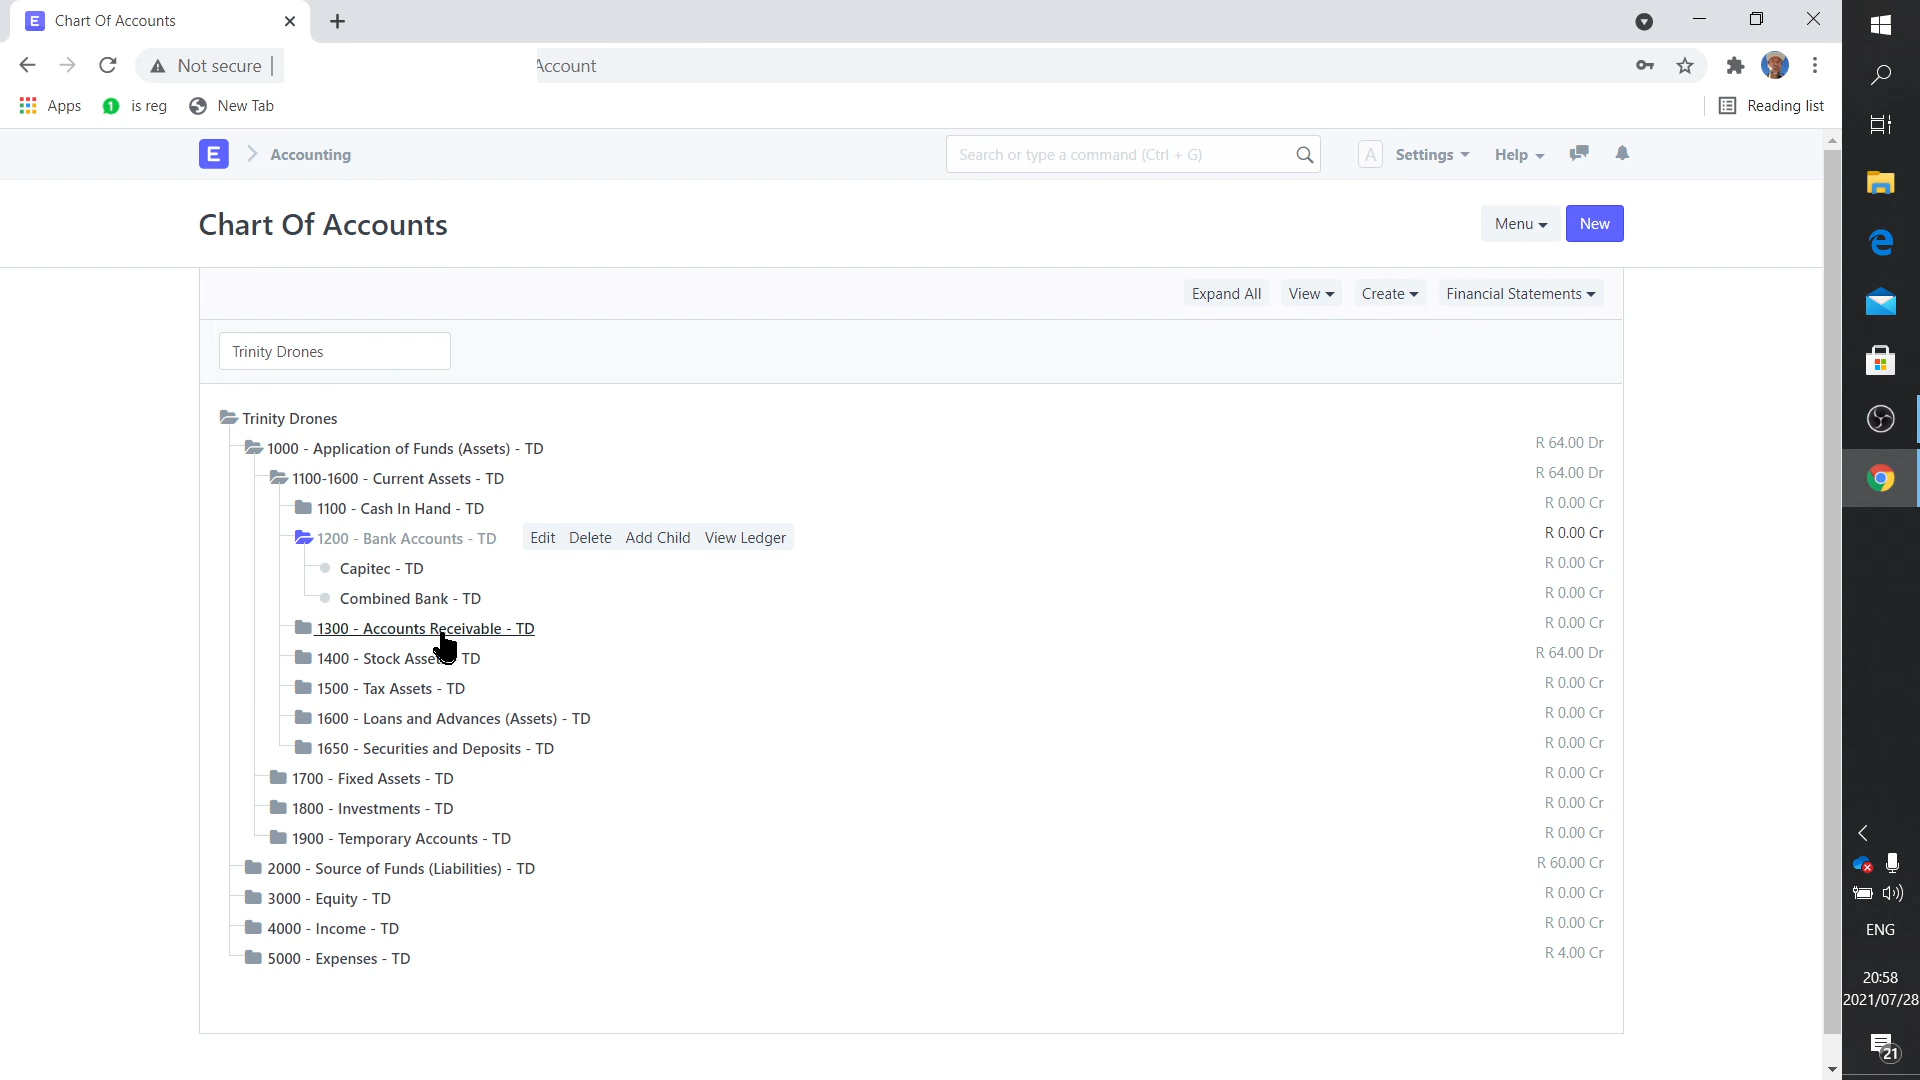 E Chart Of Accounts
Not secure Account
Apps 1 is reg New Tab Reading list
E Accounting Search or type a command (Ctrl + G) A Settings Help
Chart Of Accounts Menu New
Expand All View Create Financial Statements
Trinity Drones
Trinity Drones
1000 - Application of Funds (Assets) - TD R 64.00 Dr
1100-1600 - Current Assets - TD R 64.00 Dr
1100 - Cash In Hand - TD R 0.00 Cr
1200 - Bank Accounts - TD Edit Delete Add Child View Ledger R 0.00 Cr
Capitec - TD R 0.00 Cr
Combined Bank - TD R 0.00 Cr
1300 - Accounts Receivable - TD R 0.00 Cr
1400 - Stock Asse TD R 64.00 Dr
1500 - Tax Assets - TD R 0.00 Cr
1600 - Loans and Advances (Assets) - TD R 0.00 Cr
1650 - Securities and Deposits - TD R 0.00 Cr
1700 - Fixed Assets - TD R 0.00 Cr
1800 - Investments - TD R 0.00 Cr
1900 - Temporary Accounts - TD R 0.00 Cr
2000 - Source of Funds (Liabilities) - TD R 60.00 Cr
3000 - Equity - TD R 0.00 Cr
4000 - Income - TD R 0.00 Cr
5000 - Expenses - TD R 4.00 Cr
ENG
20:58
2021/07/28
21